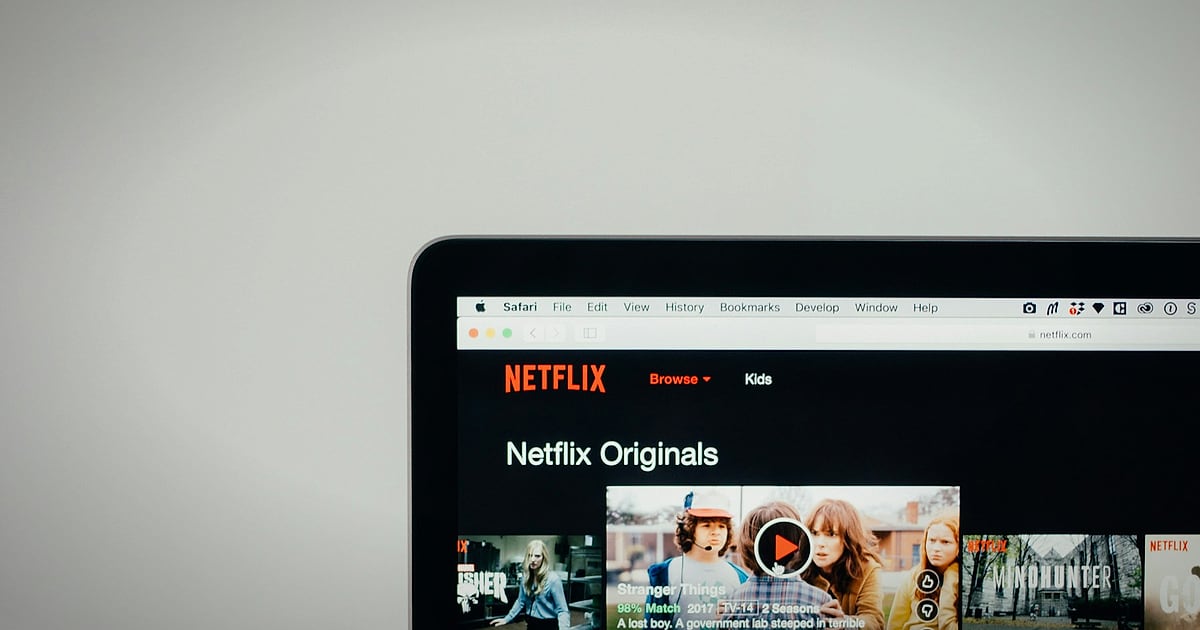 Safari File Edit View History Bookmarks Develop Window Help
netflix.com
NETFLIX Browse Kids
Netflix Originals
NETFLIX
MINDHUNTER
NETFLIX
Stranger Things
98% Match 2017 TV-14 2 Seasons
A lost boy. A government lab steeped in terrible